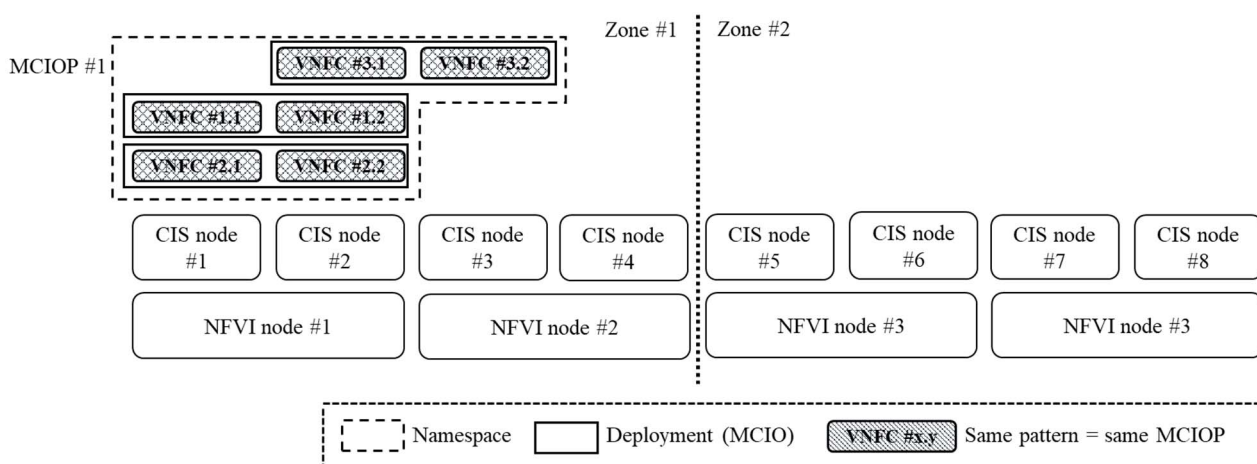 Zone #1 Zone #2
MCIOP #1
VNFC #3.1 VNFC #3.2
VNFC #1.1 VNFC #1.2
VNFC #2.1 VNFC #2.2
CIS node #1
CIS node #2
CIS node #3
CIS node #4
CIS node #5
CIS node #6
CIS node #7
CIS node #8
NFVI node #1 NFVI node #2 NFVI node #3 NFVI node #3
Namespace Deployment (MCIO) VNFC #x.y Same pattern = same MCIOP